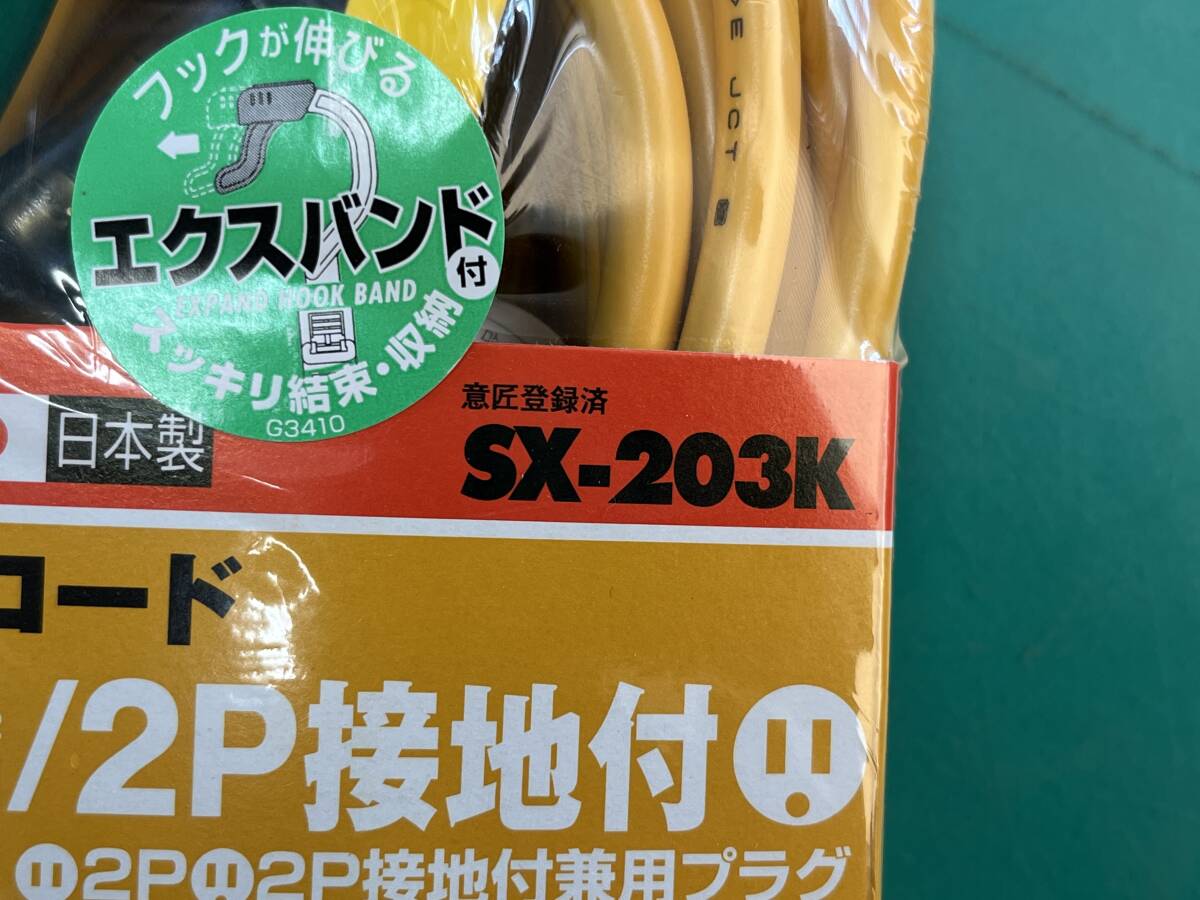 フックが伸びる
エクスバンド付
EXPAND HOOK BAND
スッキリ結束・収納
G3410
JCT
日本製
意匠登録済
SX-203K
コード
/2P接地付
2P 2P接地付兼用プラグ